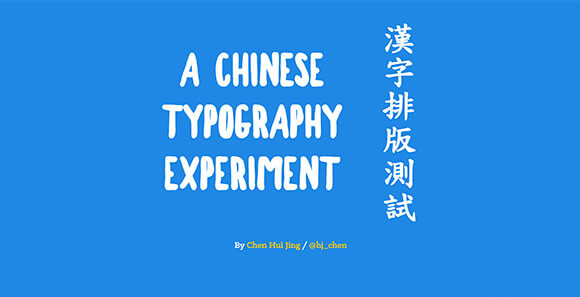 A CHINESE
TYPOGRAPHY
EXPERIMENT
漢字排版測試
By Chen Hui Jing / @hj_chen